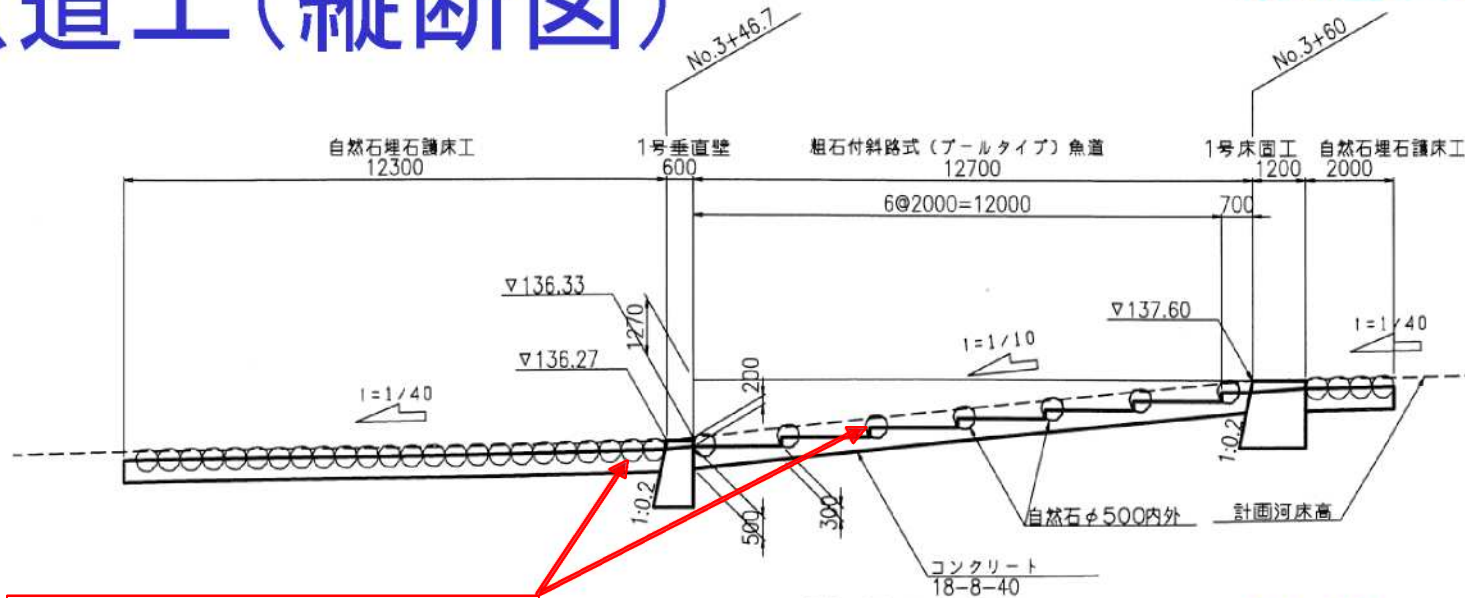 道工(縦断図)
No.3+46.7
No.3+60
自然石埋石護床工
12300
1号垂直壁
600
粗石付斜路式(プールタイプ)魚道
12700
1号床固工
1200
自然石埋石護床工
2000
6@2000=12000
700
▽136.33
1270
▽136.27
200
▽137.60
i=1/10
i=1/40
i=1/40
1:0.2
500
300
1:0.2
自然石φ500内外
計画河床高
コンクリート
18-8-40